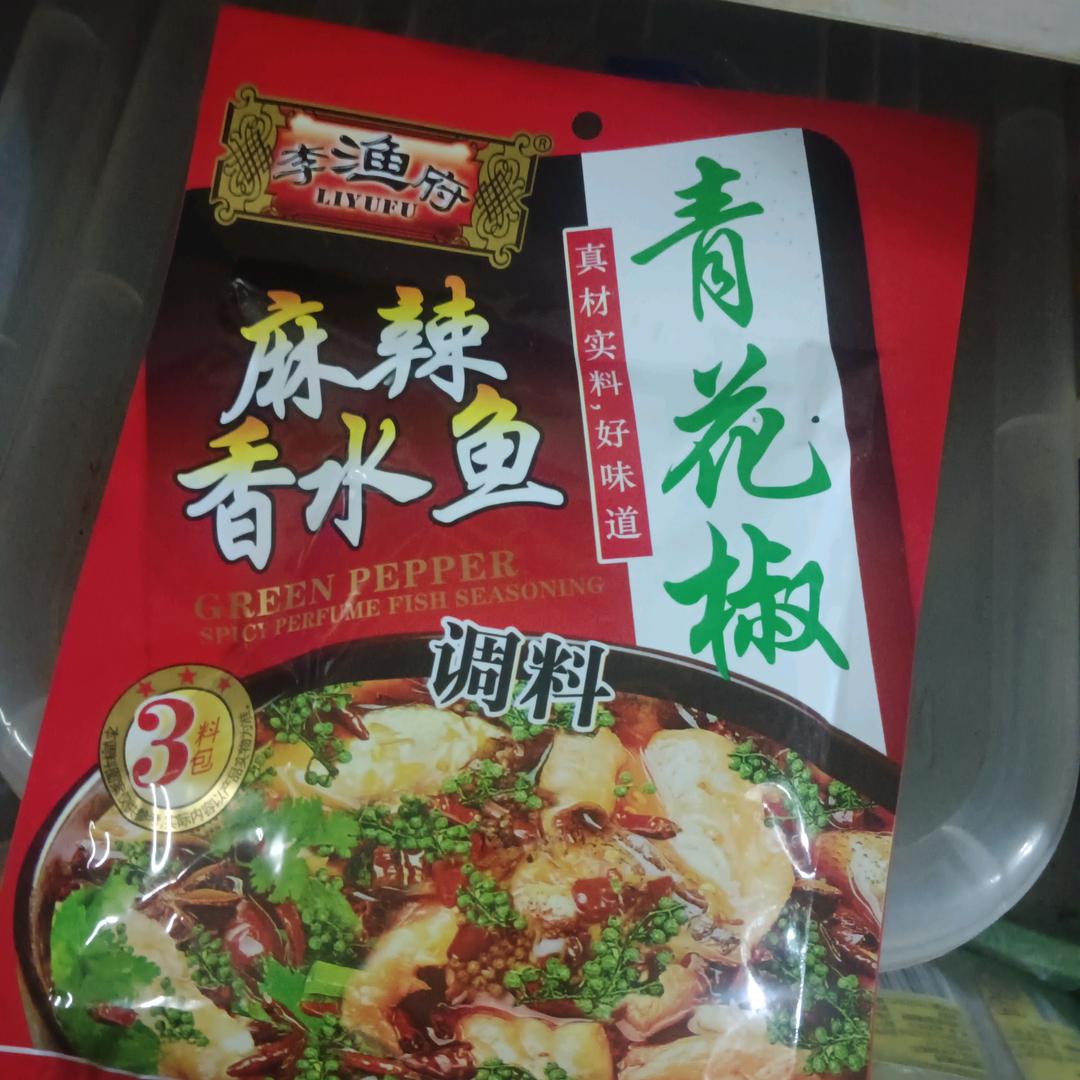 李渔府
LIYUFU
®
青花椒
真材实料,好味道
麻辣
香水鱼
GREEN PEPPER
SPICY PERFUME FISH SEASONING
调料
3
料包